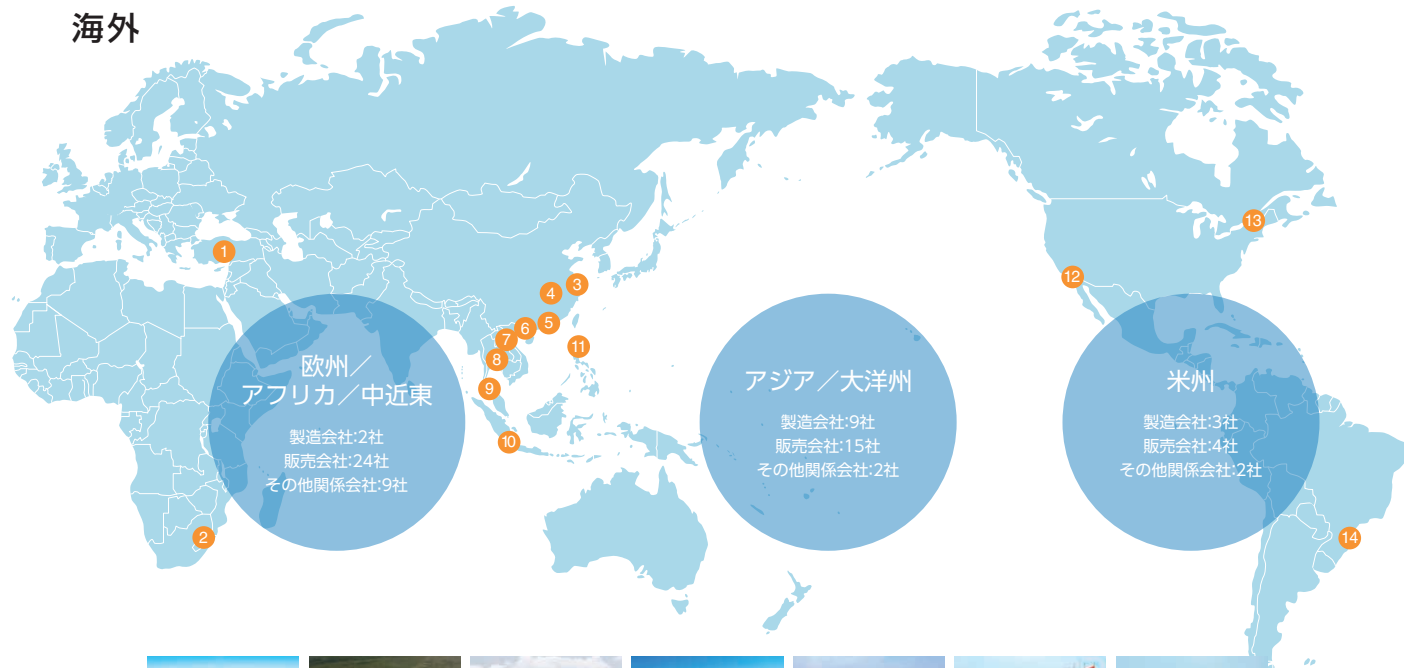 海外
1
2
3
4
5
6
7
8
9
10
11
12
13
14
欧州／
アフリカ／中近東
製造会社:2社
販売会社:24社
その他関係会社:9社
アジア／大洋州
製造会社:9社
販売会社:15社
その他関係会社:2社
米州
製造会社:3社
販売会社:4社
その他関係会社:2社